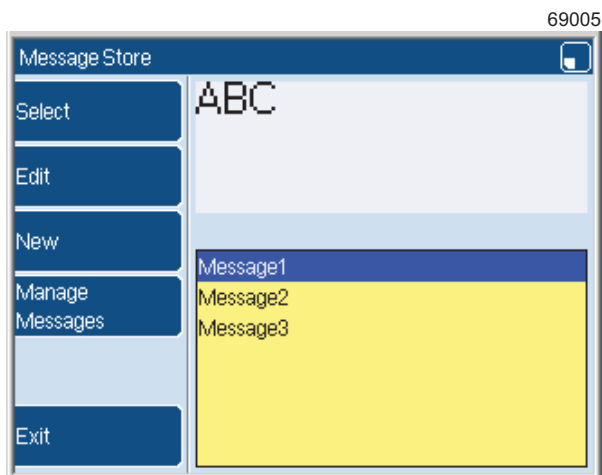 69005
Message Store
Select
ABC
Edit
New
Manage
Messages
Message1
Message2
Message3
Exit